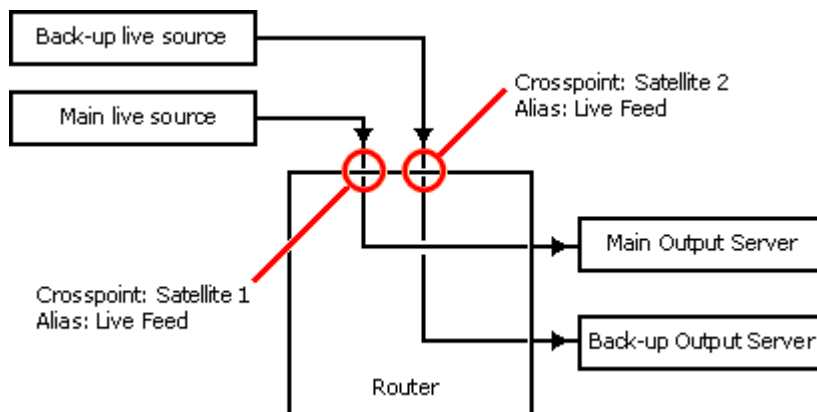 Back-up live source
Main live source
Crosspoint: Satellite 2
Alias: Live Feed
Main Output Server
Crosspoint: Satellite 1
Alias: Live Feed
Back-up Output Server
Router